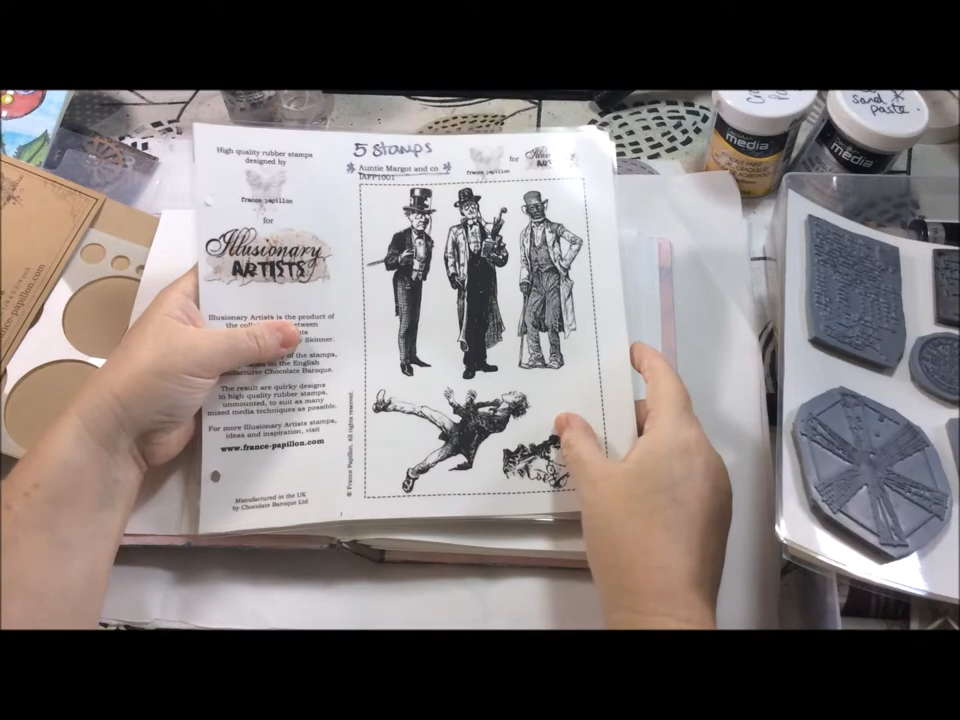 High quality rubber stamps
designed by
france papillon
for
Illusionary
ARTISTS
Illusionary Artists is the product of
the
Skinner.
of the stamps,
on the English
Chocolate Baroque.
The result are quirky designs
in high quality rubber stamps,
unmounted, to suit as many
mixed media techniques as possible.
For more Illusionary Artists stamps,
ideas and inspiration, visit
www.france-papillon.com
Manufactured in the UK
by Chocolate Baroque Ltd
© France Papillon. All rights reserved.
5 stamps
Auntie Margot and co
IAFP1001
france papillon
for
media
sand
paste
media